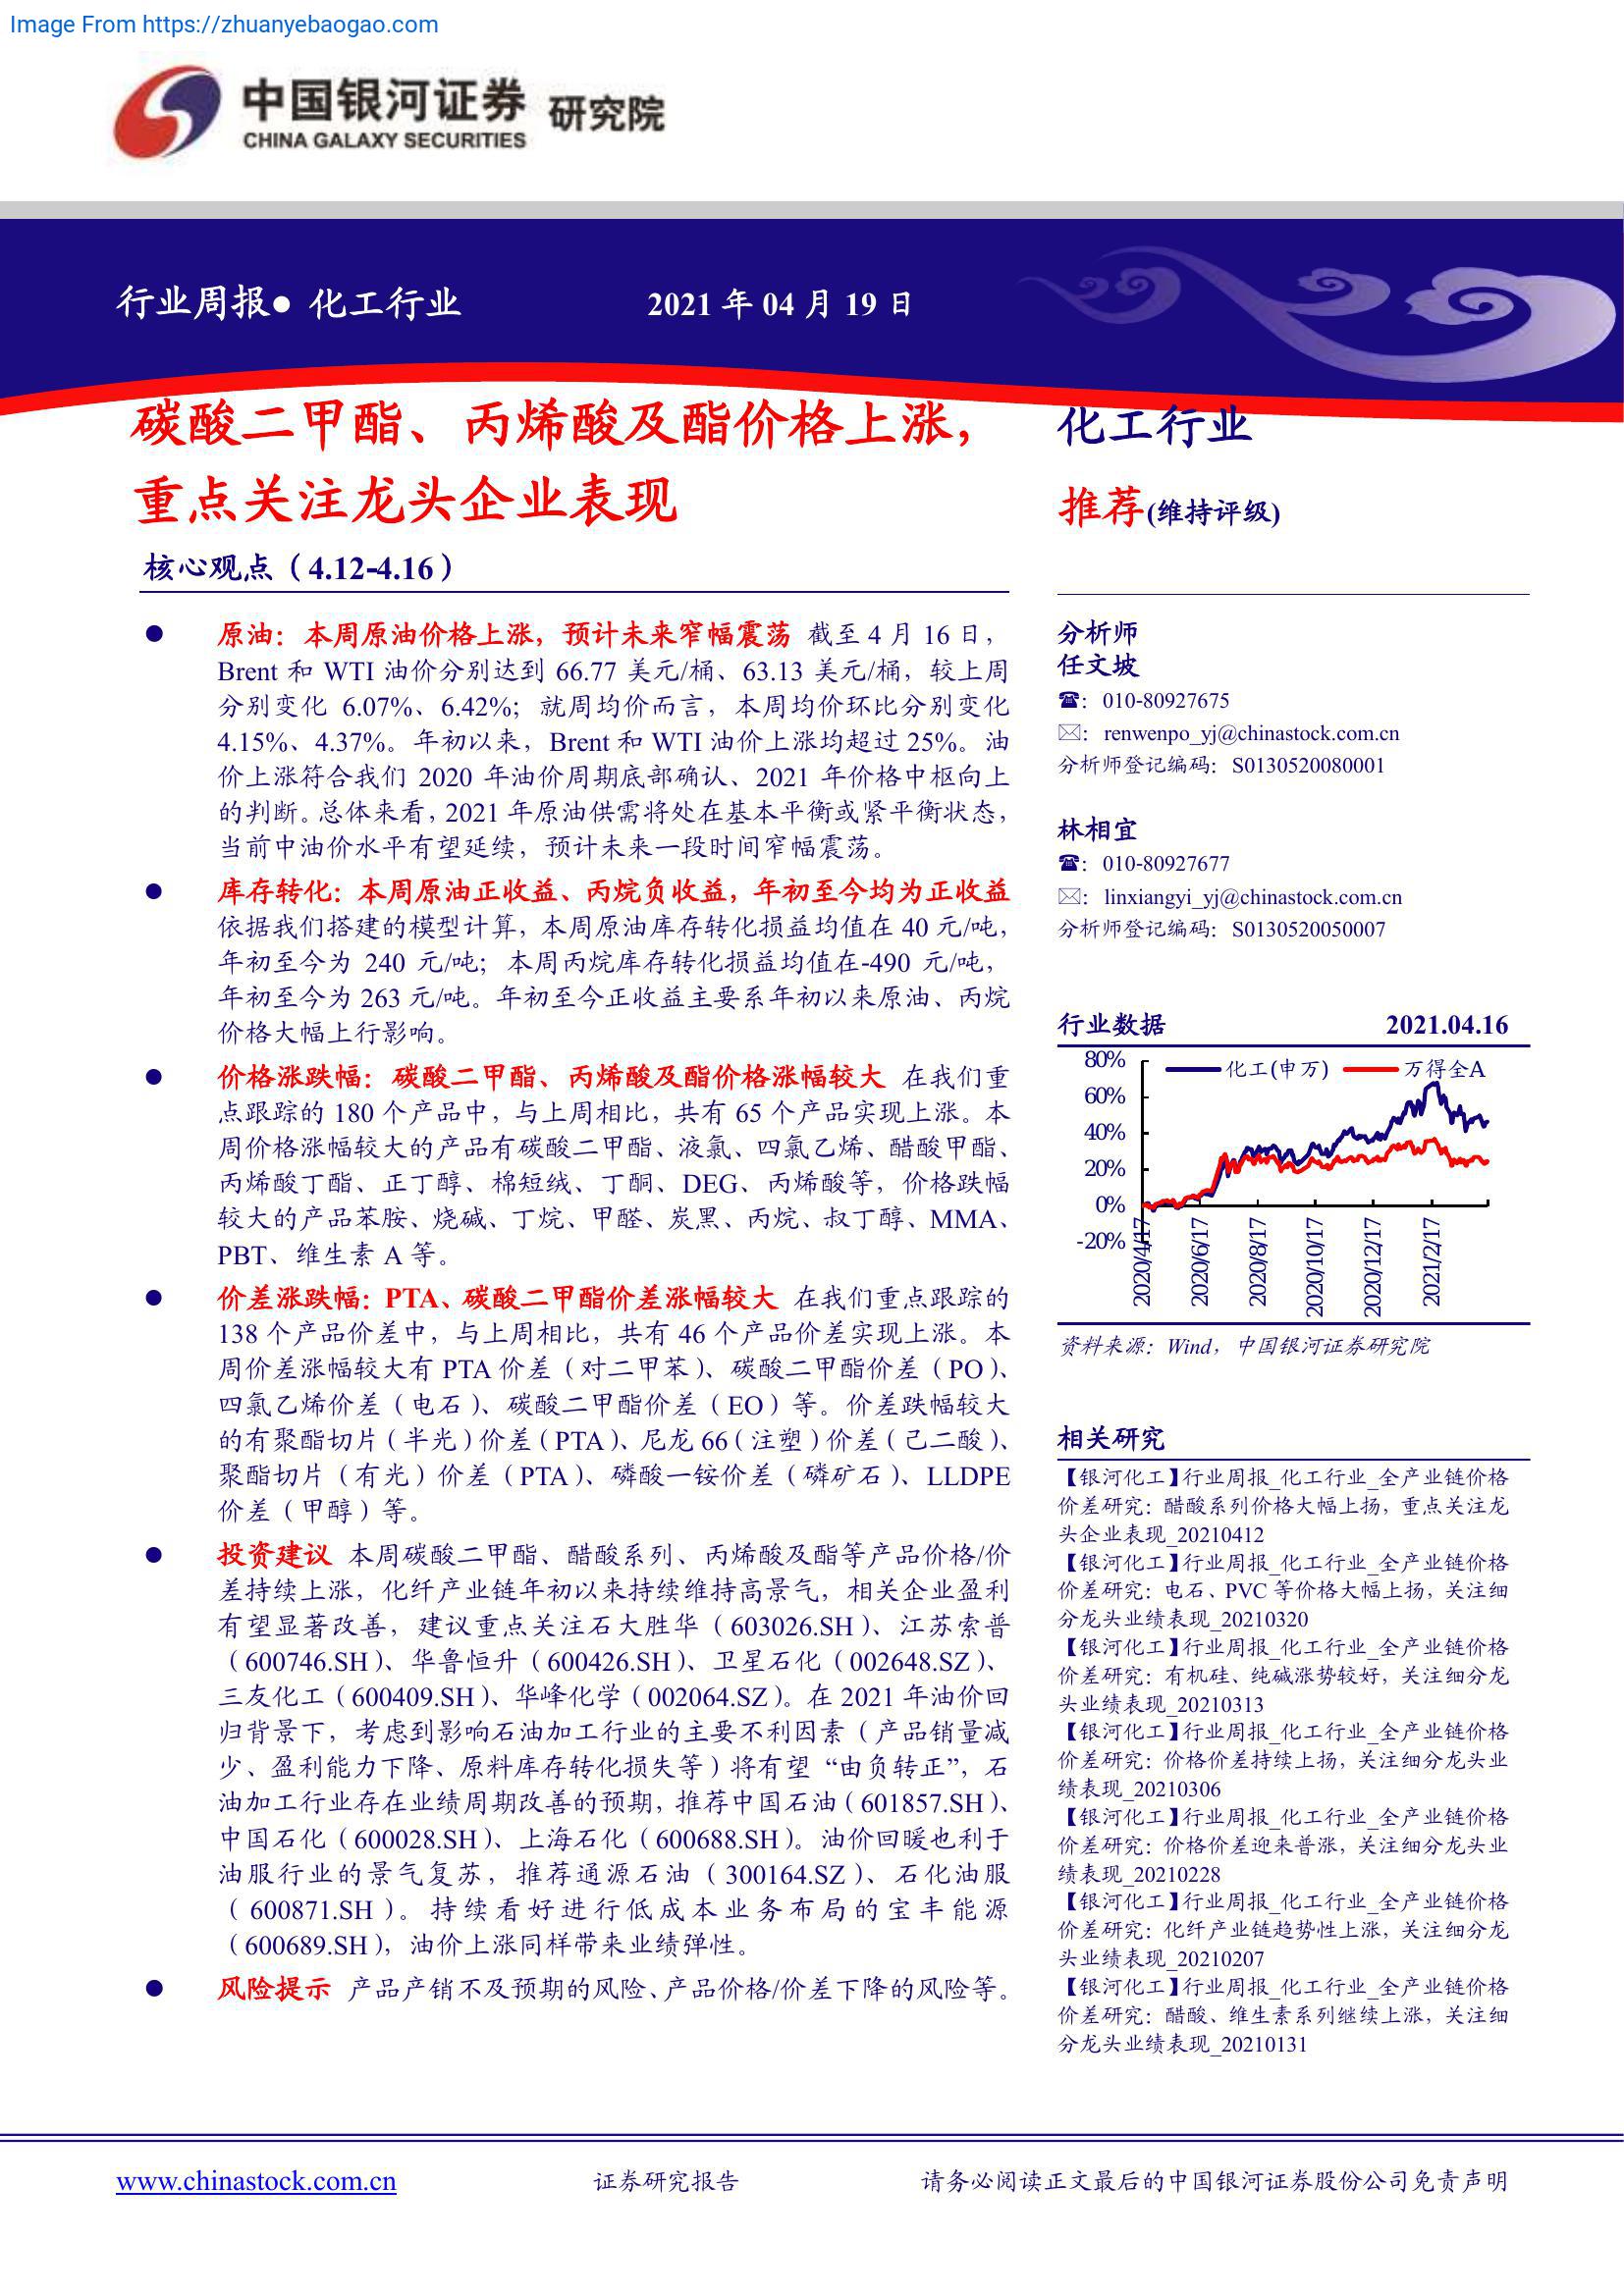 Image From https://zhuanyebaogao.com
中国银河证券 研究院
CHINA GALAXY SECURITIES
行业周报● 化工行业 2021 年 04 月 19 日
碳酸二甲酯、丙烯酸及酯价格上涨，
重点关注龙头企业表现
核心观点（4.12-4.16）
● 原油：本周原油价格上涨，预计未来窄幅震荡 截至 4 月 16 日，
Brent 和 WTI 油价分别达到 66.77 美元/桶、63.13 美元/桶，较上周
分别变化 6.07%、6.42%；就周均价而言，本周均价环比分别变化
4.15%、4.37%。年初以来，Brent 和 WTI 油价上涨均超过 25%。油
价上涨符合我们 2020 年油价周期底部确认、2021 年价格中枢向上
的判断。总体来看，2021 年原油供需将处在基本平衡或紧平衡状态，
当前中油价水平有望延续，预计未来一段时间窄幅震荡。
● 库存转化：本周原油正收益、丙烷负收益，年初至今均为正收益
依据我们搭建的模型计算，本周原油库存转化损益均值在 40 元/吨，
年初至今为 240 元/吨；本周丙烷库存转化损益均值在-490 元/吨，
年初至今为 263 元/吨。年初至今正收益主要系年初以来原油、丙烷
价格大幅上行影响。
● 价格涨跌幅：碳酸二甲酯、丙烯酸及酯价格涨幅较大 在我们重
点跟踪的 180 个产品中，与上周相比，共有 65 个产品实现上涨。本
周价格涨幅较大的产品有碳酸二甲酯、液氯、四氯乙烯、醋酸甲酯、
丙烯酸丁酯、正丁醇、棉短绒、丁酮、DEG、丙烯酸等，价格跌幅
较大的产品苯胺、烧碱、丁烷、甲醛、炭黑、丙烷、叔丁醇、MMA、
PBT、维生素 A 等。
● 价差涨跌幅：PTA、碳酸二甲酯价差涨幅较大 在我们重点跟踪的
138 个产品价差中，与上周相比，共有 46 个产品价差实现上涨。本
周价差涨幅较大有 PTA 价差（对二甲苯）、碳酸二甲酯价差（PO）、
四氯乙烯价差（电石）、碳酸二甲酯价差（EO）等。价差跌幅较大
的有聚酯切片（半光）价差（PTA）、尼龙 66（注塑）价差（己二酸）、
聚酯切片（有光）价差（PTA）、磷酸一铵价差（磷矿石）、LLDPE
价差（甲醇）等。
● 投资建议 本周碳酸二甲酯、醋酸系列、丙烯酸及酯等产品价格/价
差持续上涨，化纤产业链年初以来持续维持高景气，相关企业盈利
有望显著改善，建议重点关注石大胜华（603026.SH）、江苏索普
（600746.SH）、华鲁恒升（600426.SH）、卫星石化（002648.SZ）、
三友化工（600409.SH）、华峰化学（002064.SZ）。在 2021 年油价回
归背景下，考虑到影响石油加工行业的主要不利因素（产品销量减
少、盈利能力下降、原料库存转化损失等）将有望 “由负转正”，石
油加工行业存在业绩周期改善的预期，推荐中国石油（601857.SH）、
中国石化（600028.SH）、上海石化（600688.SH）。油价回暖也利于
油服行业的景气复苏，推荐通源石油（300164.SZ）、石化油服
（600871.SH）。持续看好进行低成本业务布局的宝丰能源
（600689.SH），油价上涨同样带来业绩弹性。
● 风险提示 产品产销不及预期的风险、产品价格/价差下降的风险等。
化工行业
推荐(维持评级)
分析师
任文坡
☎：010-80927675
✉：renwenpo_yj@chinastock.com.cn
分析师登记编码：S0130520080001
林相宜
☎：010-80927677
✉：linxiangyi_yj@chinastock.com.cn
分析师登记编码：S0130520050007
行业数据 2021.04.16
化工(申万) 万得全A
80%
60%
40%
20%
0%
-20%
2020/4/17
2020/6/17
2020/8/17
2020/10/17
2020/12/17
2021/2/17
资料来源：Wind，中国银河证券研究院
相关研究
【银河化工】行业周报_化工行业_全产业链价格
价差研究：醋酸系列价格大幅上扬，重点关注龙
头企业表现_20210412
【银河化工】行业周报_化工行业_全产业链价格
价差研究：电石、PVC 等价格大幅上扬，关注细
分龙头业绩表现_20210320
【银河化工】行业周报_化工行业_全产业链价格
价差研究：有机硅、纯碱涨势较好，关注细分龙
头业绩表现_20210313
【银河化工】行业周报_化工行业_全产业链价格
价差研究：价格价差持续上扬，关注细分龙头业
绩表现_20210306
【银河化工】行业周报_化工行业_全产业链价格
价差研究：价格价差迎来普涨，关注细分龙头业
绩表现_20210228
【银河化工】行业周报_化工行业_全产业链价格
价差研究：化纤产业链趋势性上涨，关注细分龙
头业绩表现_20210207
【银河化工】行业周报_化工行业_全产业链价格
价差研究：醋酸、维生素系列继续上涨，关注细
分龙头业绩表现_20210131
www.chinastock.com.cn 证券研究报告 请务必阅读正文最后的中国银河证券股份公司免责声明